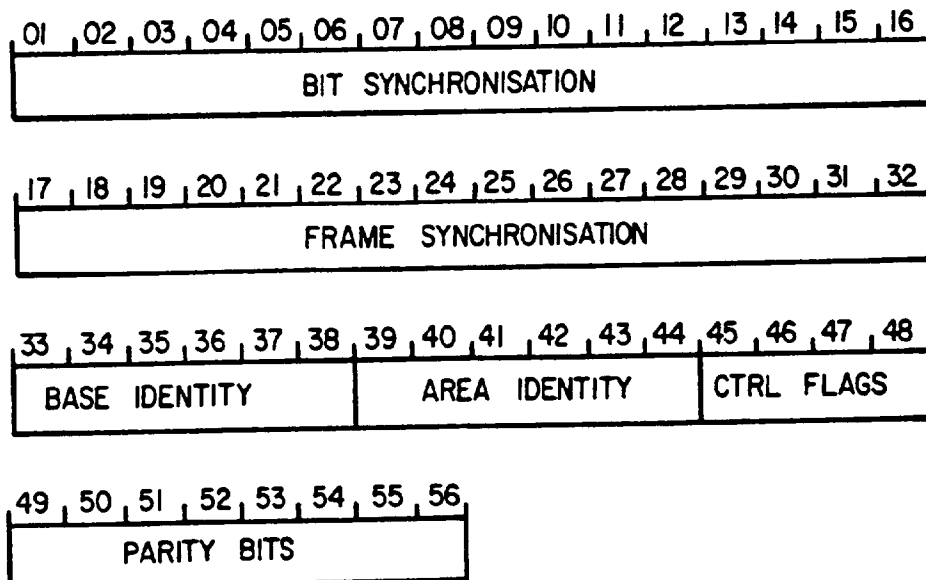 01 02 03 04 05 06 07 08 09 10 11 12 13 14 15 16
BIT SYNCHRONISATION
17 18 19 20 21 22 23 24 25 26 27 28 29 30 31 32
FRAME SYNCHRONISATION
33 34 35 36 37 38 39 40 41 42 43 44 45 46 47 48
BASE IDENTITY AREA IDENTITY CTRL FLAGS
49 50 51 52 53 54 55 56
PARITY BITS